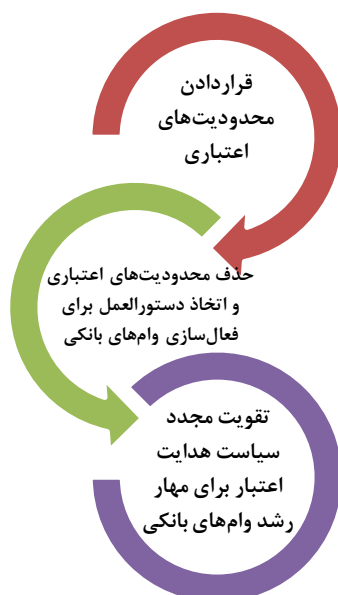 قراردادن
محدودیت‌های
اعتباری
حذف محدودیت‌های اعتباری
و اتخاذ دستورالعمل برای
فعال‌سازی وام‌های بانکی
تقویت مجدد
سیاست هدایت
اعتبار برای مهار
رشد وام‌های بانکی